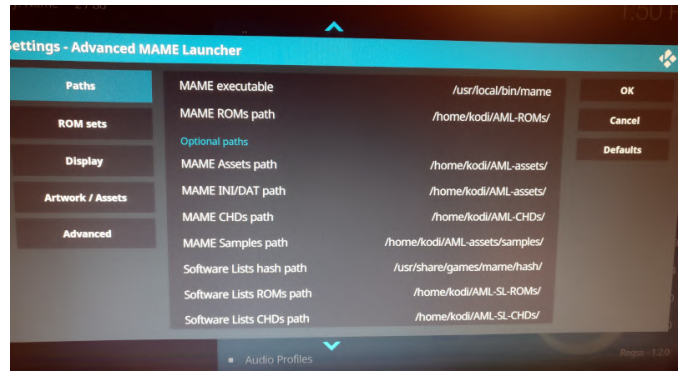 1.50
Settings - Advanced MAME Launcher
Paths
ROM sets
Display
Artwork / Assets
Advanced
MAME executable /usr/local/bin/mame
MAME ROMs path /home/kodi/AML-ROMs/
Optional paths
MAME Assets path /home/kodi/AML-assets/
MAME INI/DAT path /home/kodi/AML-assets/
MAME CHDs path /home/kodi/AML-CHDs/
MAME Samples path /home/kodi/AML-assets/samples/
Software Lists hash path /usr/share/games/mame/hash/
Software Lists ROMs path /home/kodi/AML-SL-ROMs/
Software Lists CHDs path /home/kodi/AML-SL-CHDs/
OK
Cancel
Defaults
Audio Profiles